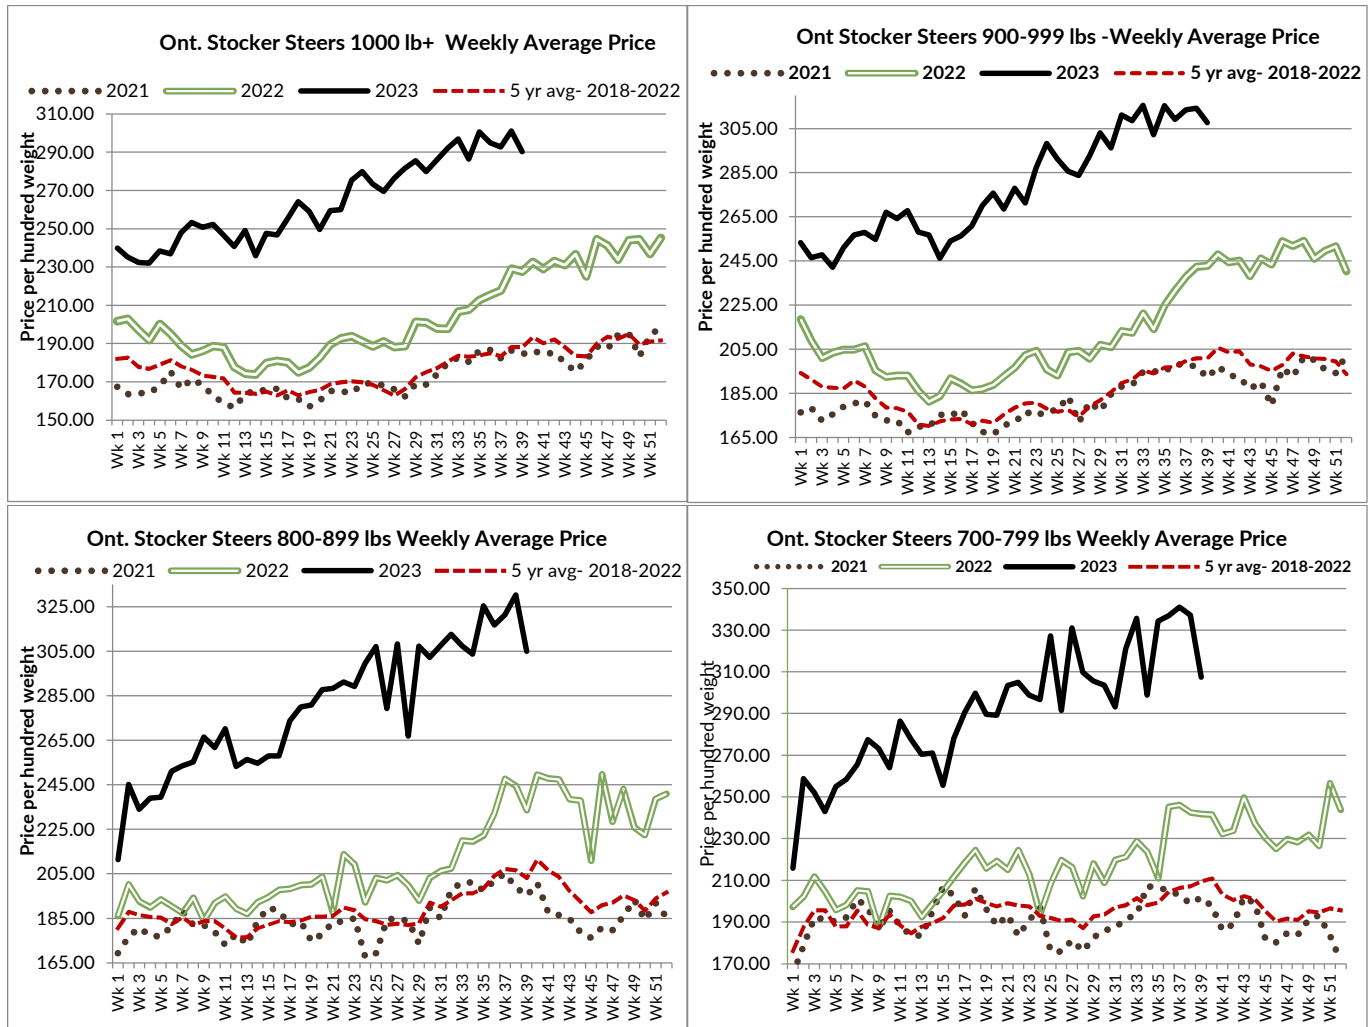 Ont. Stocker Steers 1000 lb+  Weekly Average Price
2021 2022 2023 5 yr avg- 2018-2022
Price per hundred weight
310.00
290.00
270.00
250.00
230.00
210.00
190.00
170.00
150.00
Wk 1 Wk 3 Wk 5 Wk 7 Wk 9 Wk 11 Wk 13 Wk 15 Wk 17 Wk 19 Wk 21 Wk 23 Wk 25 Wk 27 Wk 29 Wk 31 Wk 33 Wk 35 Wk 37 Wk 39 Wk 41 Wk 43 Wk 45 Wk 47 Wk 49 Wk 51
Ont Stocker Steers 900-999 lbs -Weekly Average Price
2021 2022 2023 5 yr avg- 2018-2022
Price per hundred weight
305.00
285.00
265.00
245.00
225.00
205.00
185.00
165.00
Wk 1 Wk 3 Wk 5 Wk 7 Wk 9 Wk 11 Wk 13 Wk 15 Wk 17 Wk 19 Wk 21 Wk 23 Wk 25 Wk 27 Wk 29 Wk 31 Wk 33 Wk 35 Wk 37 Wk 39 Wk 41 Wk 43 Wk 45 Wk 47 Wk 49 Wk 51
Ont. Stocker Steers 800-899 lbs Weekly Average Price
2021 2022 2023 5 yr avg- 2018-2022
Price per hundred weight
325.00
305.00
285.00
265.00
245.00
225.00
205.00
185.00
165.00
Wk 1 Wk 3 Wk 5 Wk 7 Wk 9 Wk 11 Wk 13 Wk 15 Wk 17 Wk 19 Wk 21 Wk 23 Wk 25 Wk 27 Wk 29 Wk 31 Wk 33 Wk 35 Wk 37 Wk 39 Wk 41 Wk 43 Wk 45 Wk 47 Wk 49 Wk 51
Ont. Stocker Steers 700-799 lbs Weekly Average Price
2021 2022 2023 5 yr avg- 2018-2022
Price per hundred weight
350.00
330.00
310.00
290.00
270.00
250.00
230.00
210.00
190.00
170.00
Wk 1 Wk 3 Wk 5 Wk 7 Wk 9 Wk 11 Wk 13 Wk 15 Wk 17 Wk 19 Wk 21 Wk 23 Wk 25 Wk 27 Wk 29 Wk 31 Wk 33 Wk 35 Wk 37 Wk 39 Wk 41 Wk 43 Wk 45 Wk 47 Wk 49 Wk 51